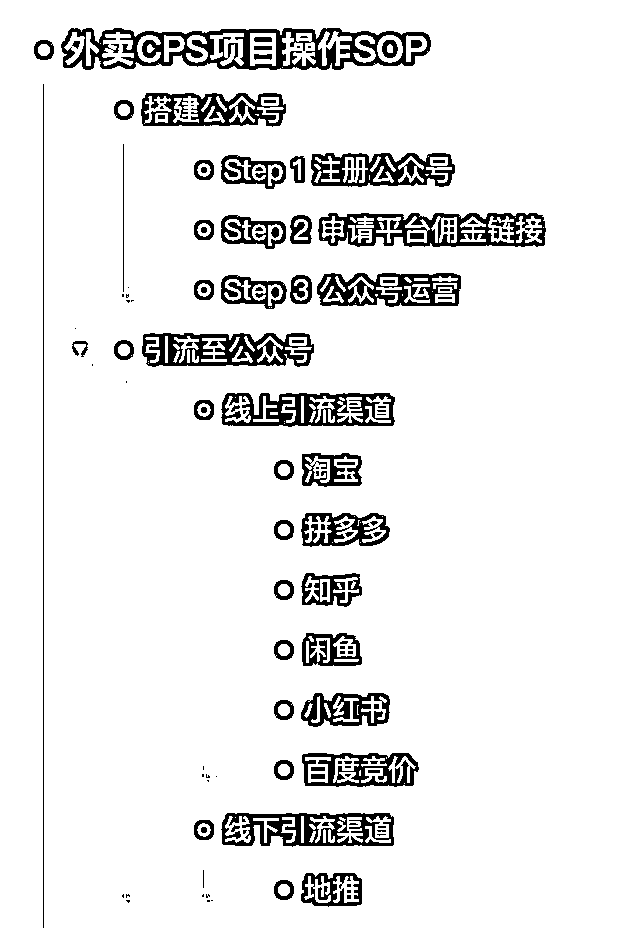 外卖CPS项目操作SOP
搭建公众号
Step 1 注册公众号
Step 2 申请平台佣金链接
Step 3 公众号运营
引流至公众号
线上引流渠道
淘宝
拼多多
知乎
闲鱼
小红书
百度竞价
线下引流渠道
地推